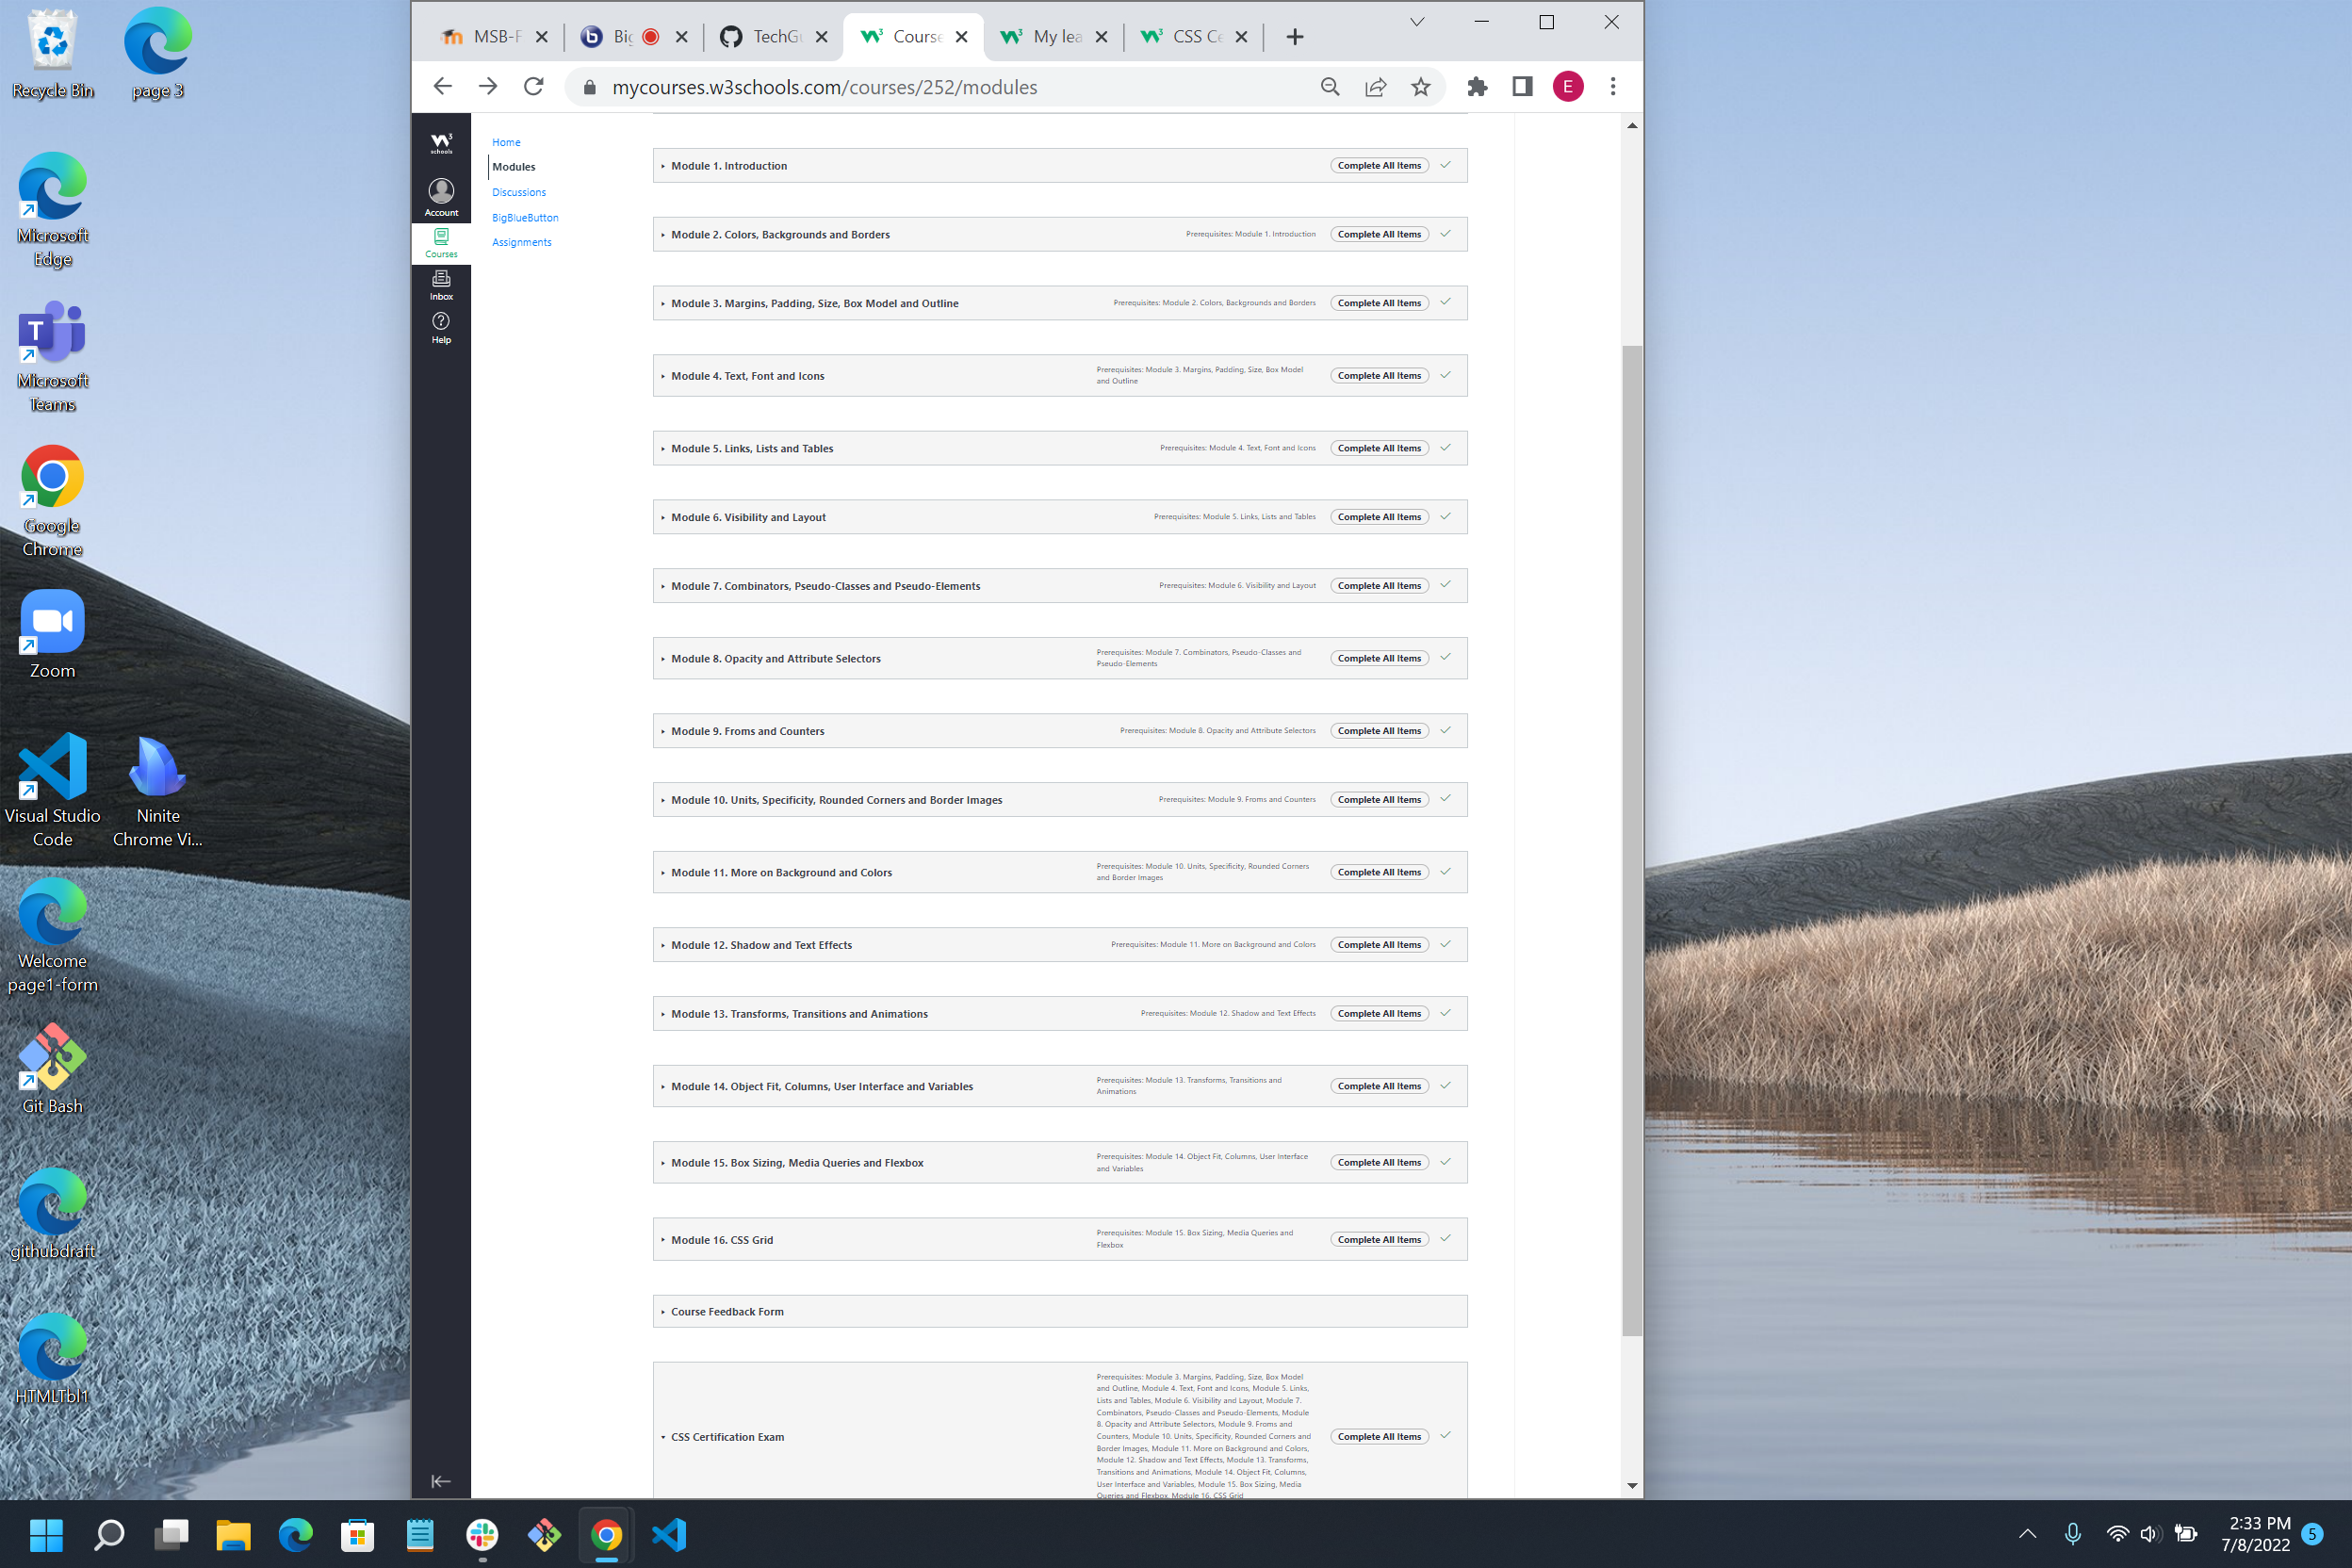 Recycle Bin
page 3
Microsoft
Edge
Microsoft
Teams
Google
Chrome
Zoom
Visual Studio
Code
Ninite
Chrome Vi...
Welcome
page1-form
Git Bash
githubdraft
HTMLTbl1
MSB-F
Big
TechGu
Course
My lea
CSS Ce
mycourses.w3schools.com/courses/252/modules
E
schools
Account
Courses
Inbox
Help
Home
Modules
Discussions
BigBlueButton
Assignments
Module 1. Introduction
Complete All Items
Module 2. Colors, Backgrounds and Borders
Prerequisites: Module 1. Introduction
Complete All Items
Module 3. Margins, Padding, Size, Box Model and Outline
Prerequisites: Module 2. Colors, Backgrounds and Borders
Complete All Items
Module 4. Text, Font and Icons
Prerequisites: Module 3. Margins, Padding, Size, Box Model
and Outline
Complete All Items
Module 5. Links, Lists and Tables
Prerequisites: Module 4. Text, Font and Icons
Complete All Items
Module 6. Visibility and Layout
Prerequisites: Module 5. Links, Lists and Tables
Complete All Items
Module 7. Combinators, Pseudo-Classes and Pseudo-Elements
Prerequisites: Module 6. Visibility and Layout
Complete All Items
Module 8. Opacity and Attribute Selectors
Prerequisites: Module 7. Combinators, Pseudo-Classes and
Pseudo-Elements
Complete All Items
Module 9. Froms and Counters
Prerequisites: Module 8. Opacity and Attribute Selectors
Complete All Items
Module 10. Units, Specificity, Rounded Corners and Border Images
Prerequisites: Module 9. Froms and Counters
Complete All Items
Module 11. More on Background and Colors
Prerequisites: Module 10. Units, Specificity, Rounded Corners
and Border Images
Complete All Items
Module 12. Shadow and Text Effects
Prerequisites: Module 11. More on Background and Colors
Complete All Items
Module 13. Transforms, Transitions and Animations
Prerequisites: Module 12. Shadow and Text Effects
Complete All Items
Module 14. Object Fit, Columns, User Interface and Variables
Prerequisites: Module 13. Transforms, Transitions and
Animations
Complete All Items
Module 15. Box Sizing, Media Queries and Flexbox
Prerequisites: Module 14. Object Fit, Columns, User Interface
and Variables
Complete All Items
Module 16. CSS Grid
Prerequisites: Module 15. Box Sizing, Media Queries and
Flexbox
Complete All Items
Course Feedback Form
CSS Certification Exam
Prerequisites: Module 3. Margins, Padding, Size, Box Model
and Outline, Module 4. Text, Font and Icons, Module 5. Links,
Lists and Tables, Module 6. Visibility and Layout, Module 7.
Combinators, Pseudo-Classes and Pseudo-Elements, Module
8. Opacity and Attribute Selectors, Module 9. Froms and
Counters, Module 10. Units, Specificity, Rounded Corners and
Border Images, Module 11. More on Background and Colors,
Module 12. Shadow and Text Effects, Module 13. Transforms,
Transitions and Animations, Module 14. Object Fit, Columns,
User Interface and Variables, Module 15. Box Sizing, Media
Queries and Flexbox, Module 16. CSS Grid
Complete All Items
2:33 PM
7/8/2022
5